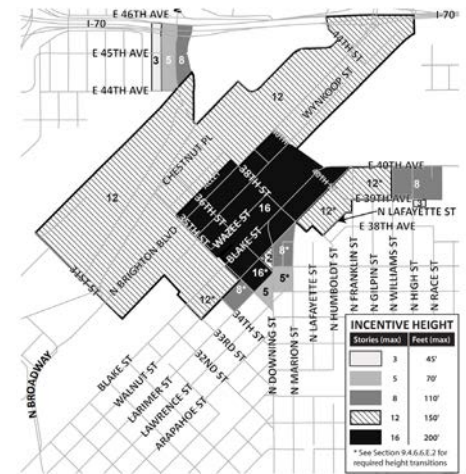 E 46TH AVE
I-70
I-70
E 45TH AVE
3
5
8
E 44TH AVE
44TH ST
WYNKOOP ST
12
CHESTNUT PL
38TH ST
36TH ST
WAZEE ST
16
35TH ST
BLAKE ST
12
N BRIGHTON BLVD
31ST ST
E 40TH AVE
12*
8
E 39TH AVE
3
12*
N LAFAYETTE ST
E 38TH AVE
8*
2
16*
5*
8*
5
12*
34TH ST
33RD ST
32ND ST
BLAKE ST
WALNUT ST
LARIMER ST
LAWRENCE ST
ARAPAHOE ST
N BROADWAY
N DOWNING ST
N MARION ST
N LAFAYETTE ST
N HUMBOLDT ST
N FRANKLIN ST
N GILPIN ST
N WILLIAMS ST
N HIGH ST
N RACE ST
INCENTIVE HEIGHT
Stories (max) Feet (max)
3 45'
5 70'
8 110'
12 150'
16 200'
* See Section 9.4.6.6.E.2 for
required height transitions